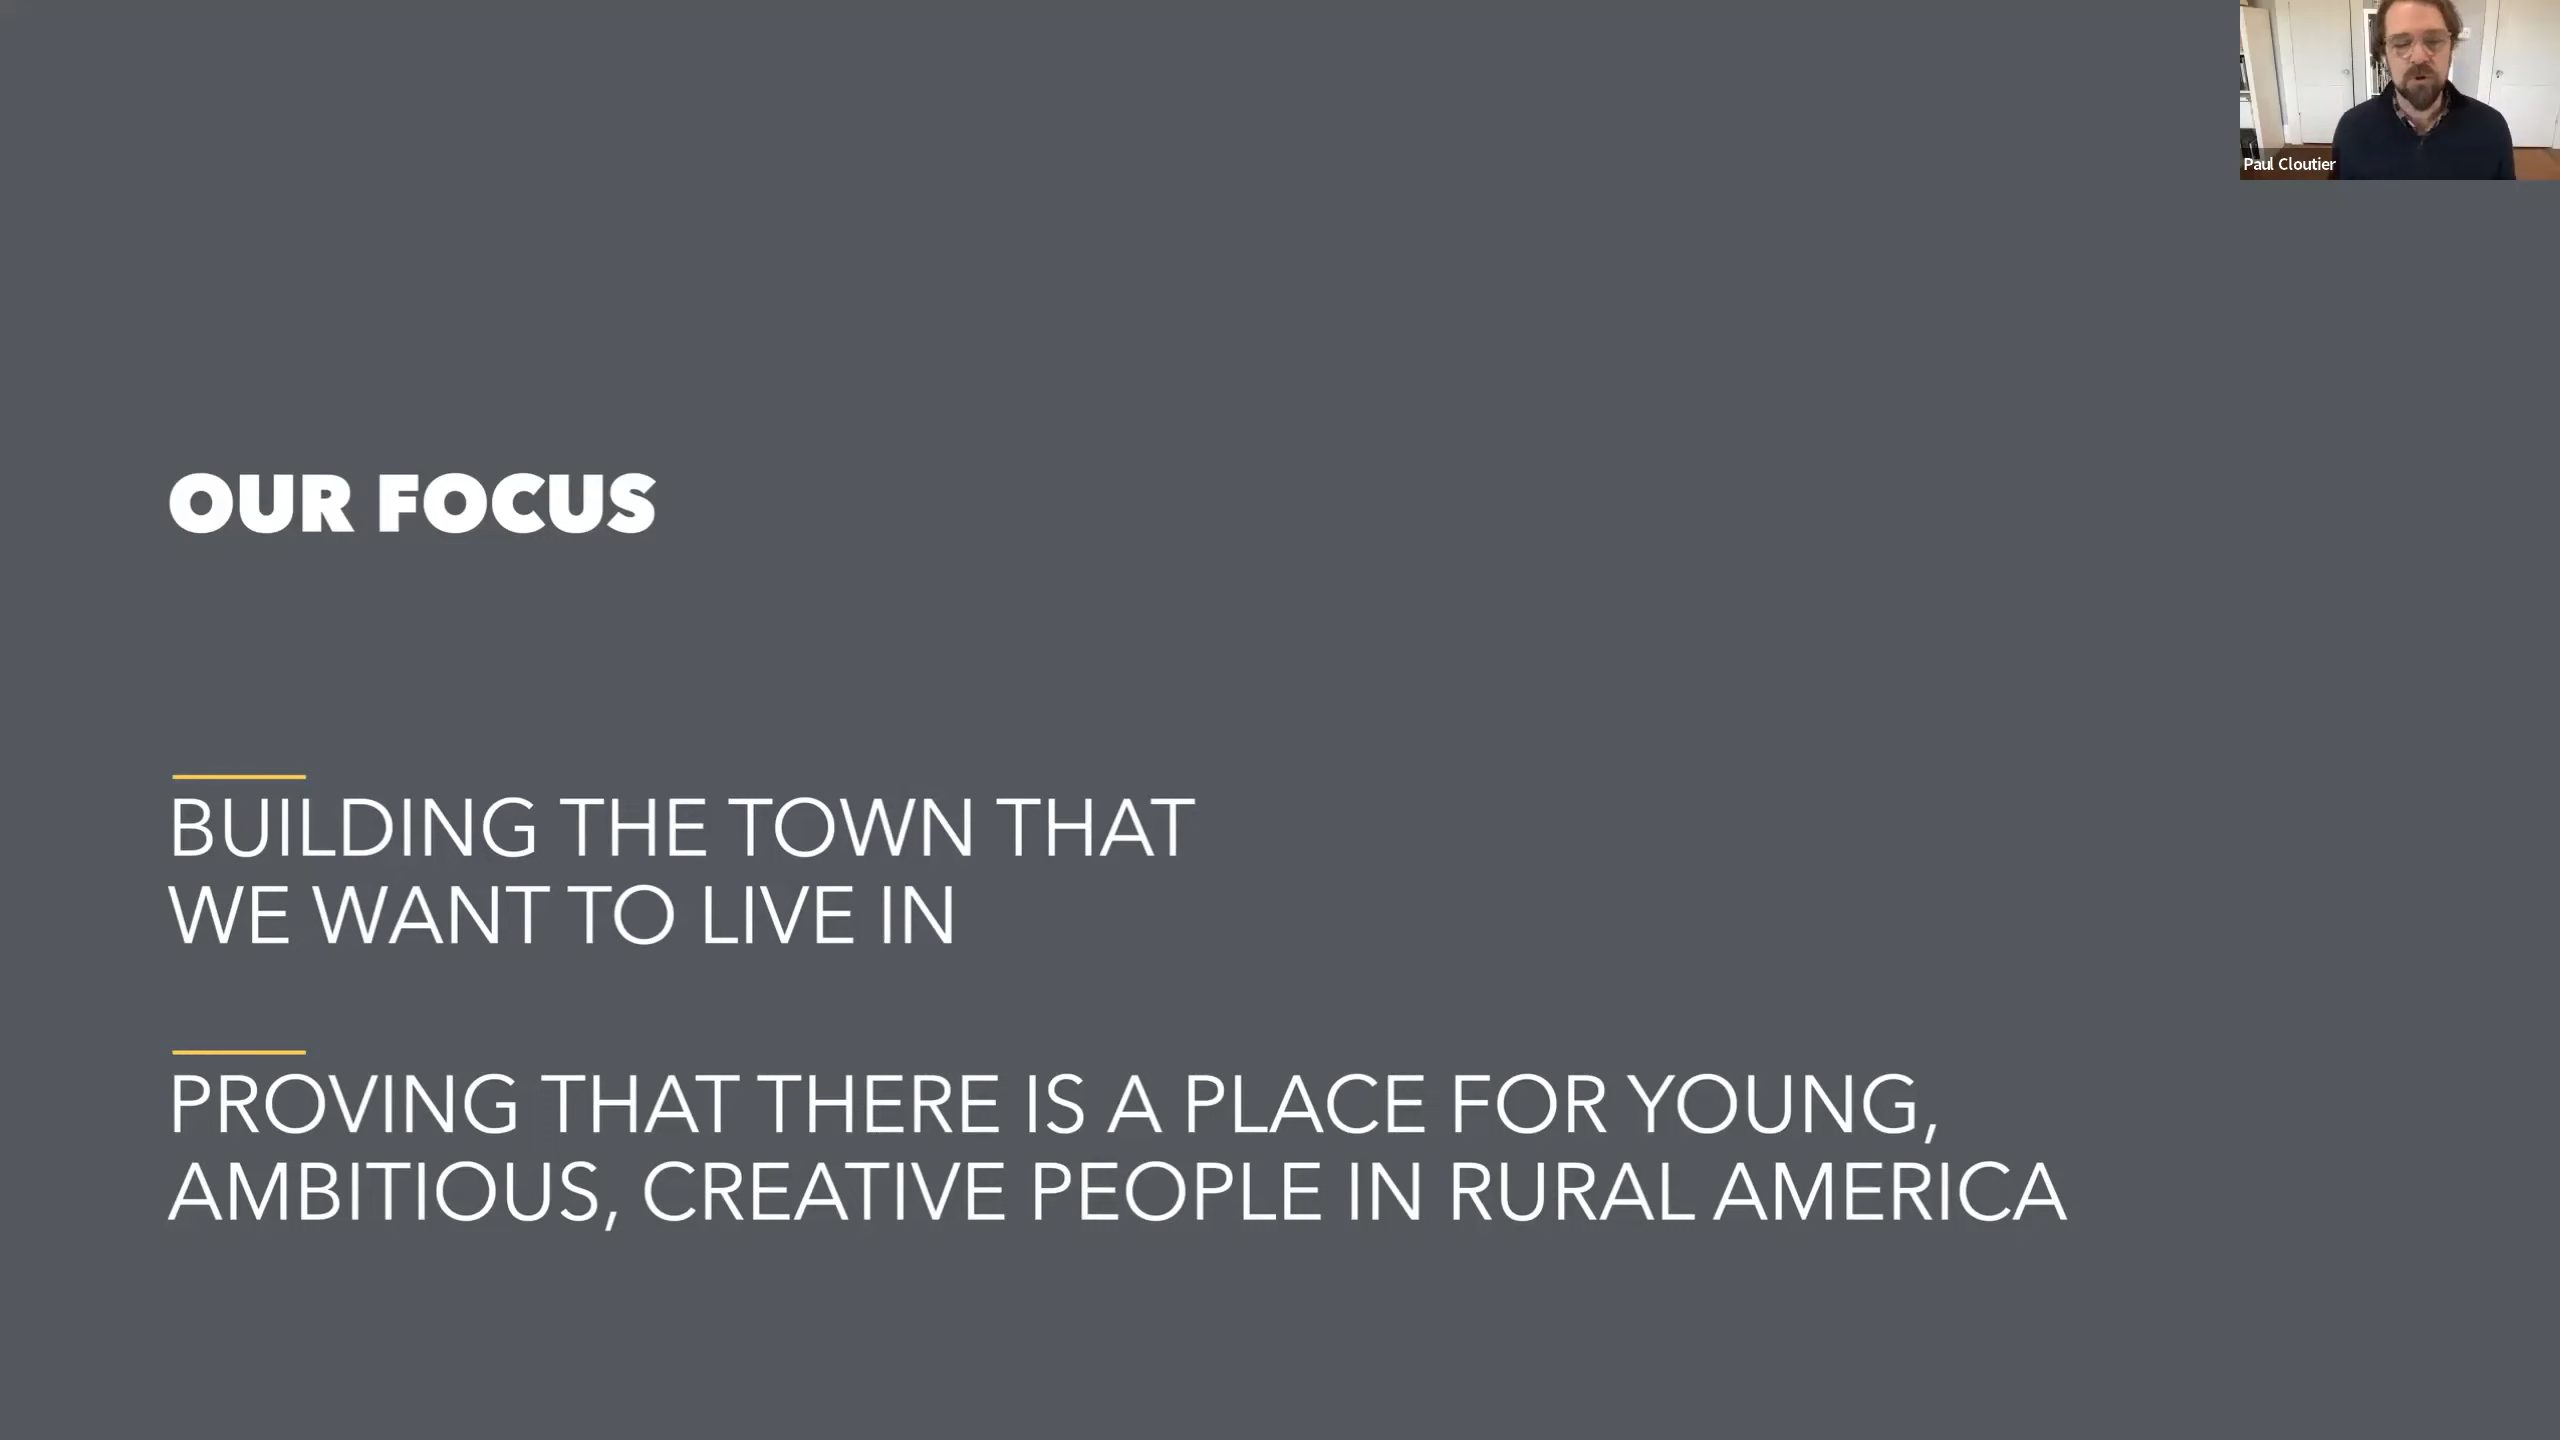 Paul Cloutier
OUR FOCUS
BUILDING THE TOWN THAT
WE WANT TO LIVE IN
PROVING THAT THERE IS A PLACE FOR YOUNG,
AMBITIOUS, CREATIVE PEOPLE IN RURAL AMERICA